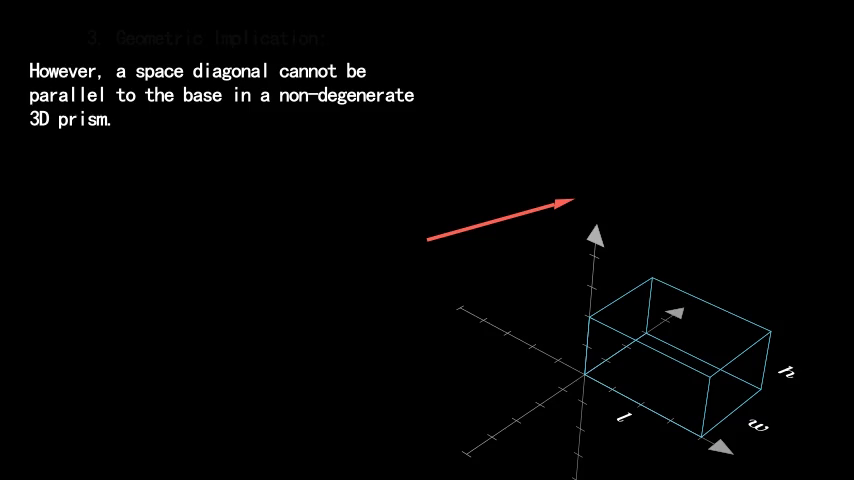 3. Geometric Implication:
However, a space diagonal cannot be
parallel to the base in a non-degenerate
3D prism.
h
l
w